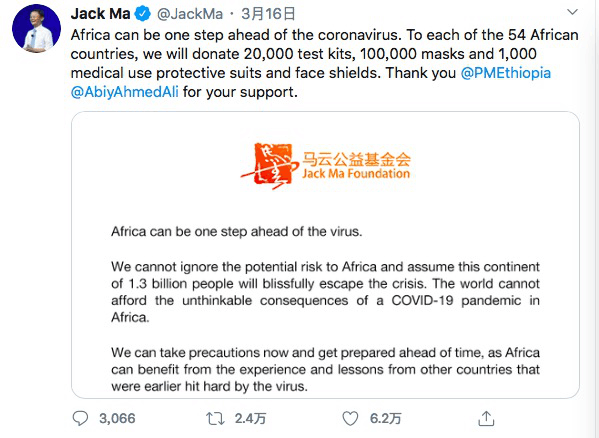 Jack Ma @JackMa · 3月16日
Africa can be one step ahead of the coronavirus. To each of the 54 African
countries, we will donate 20,000 test kits, 100,000 masks and 1,000
medical use protective suits and face shields. Thank you @PMEthiopia
@AbiyAhmedAli for your support.
马云公益基金会
Jack Ma Foundation
Africa can be one step ahead of the virus.
We cannot ignore the potential risk to Africa and assume this continent
of 1.3 billion people will blissfully escape the crisis. The world cannot
afford the unthinkable consequences of a COVID-19 pandemic in
Africa.
We can take precautions now and get prepared ahead of time, as Africa
can benefit from the experience and lessons from other countries that
were earlier hit hard by the virus.
3,066 2.4万 6.2万